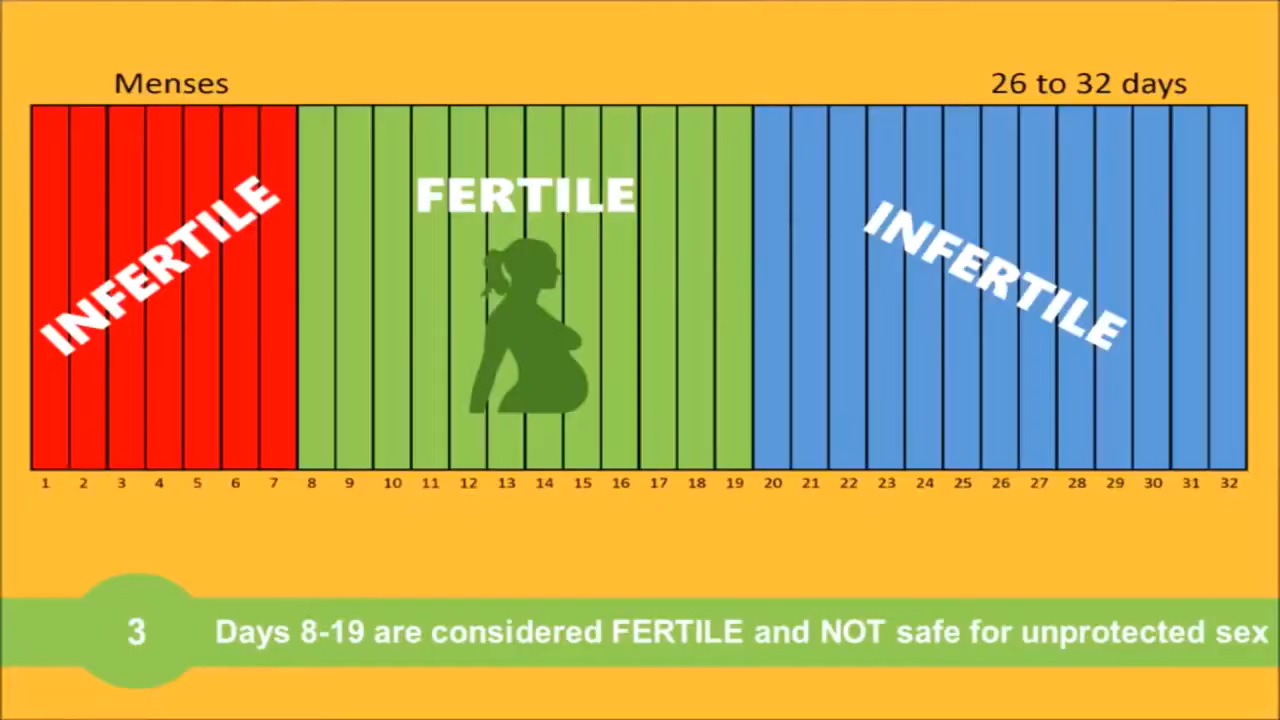 Menses
26 to 32 days
INFERTILE
FERTILE
INFERTILE
1 2 3 4 5 6 7 8 9 10 11 12 13 14 15 16 17 18 19 20 21 22 23 24 25 26 27 28 29 30 31 32
3
Days 8-19 are considered FERTILE and NOT safe for unprotected sex